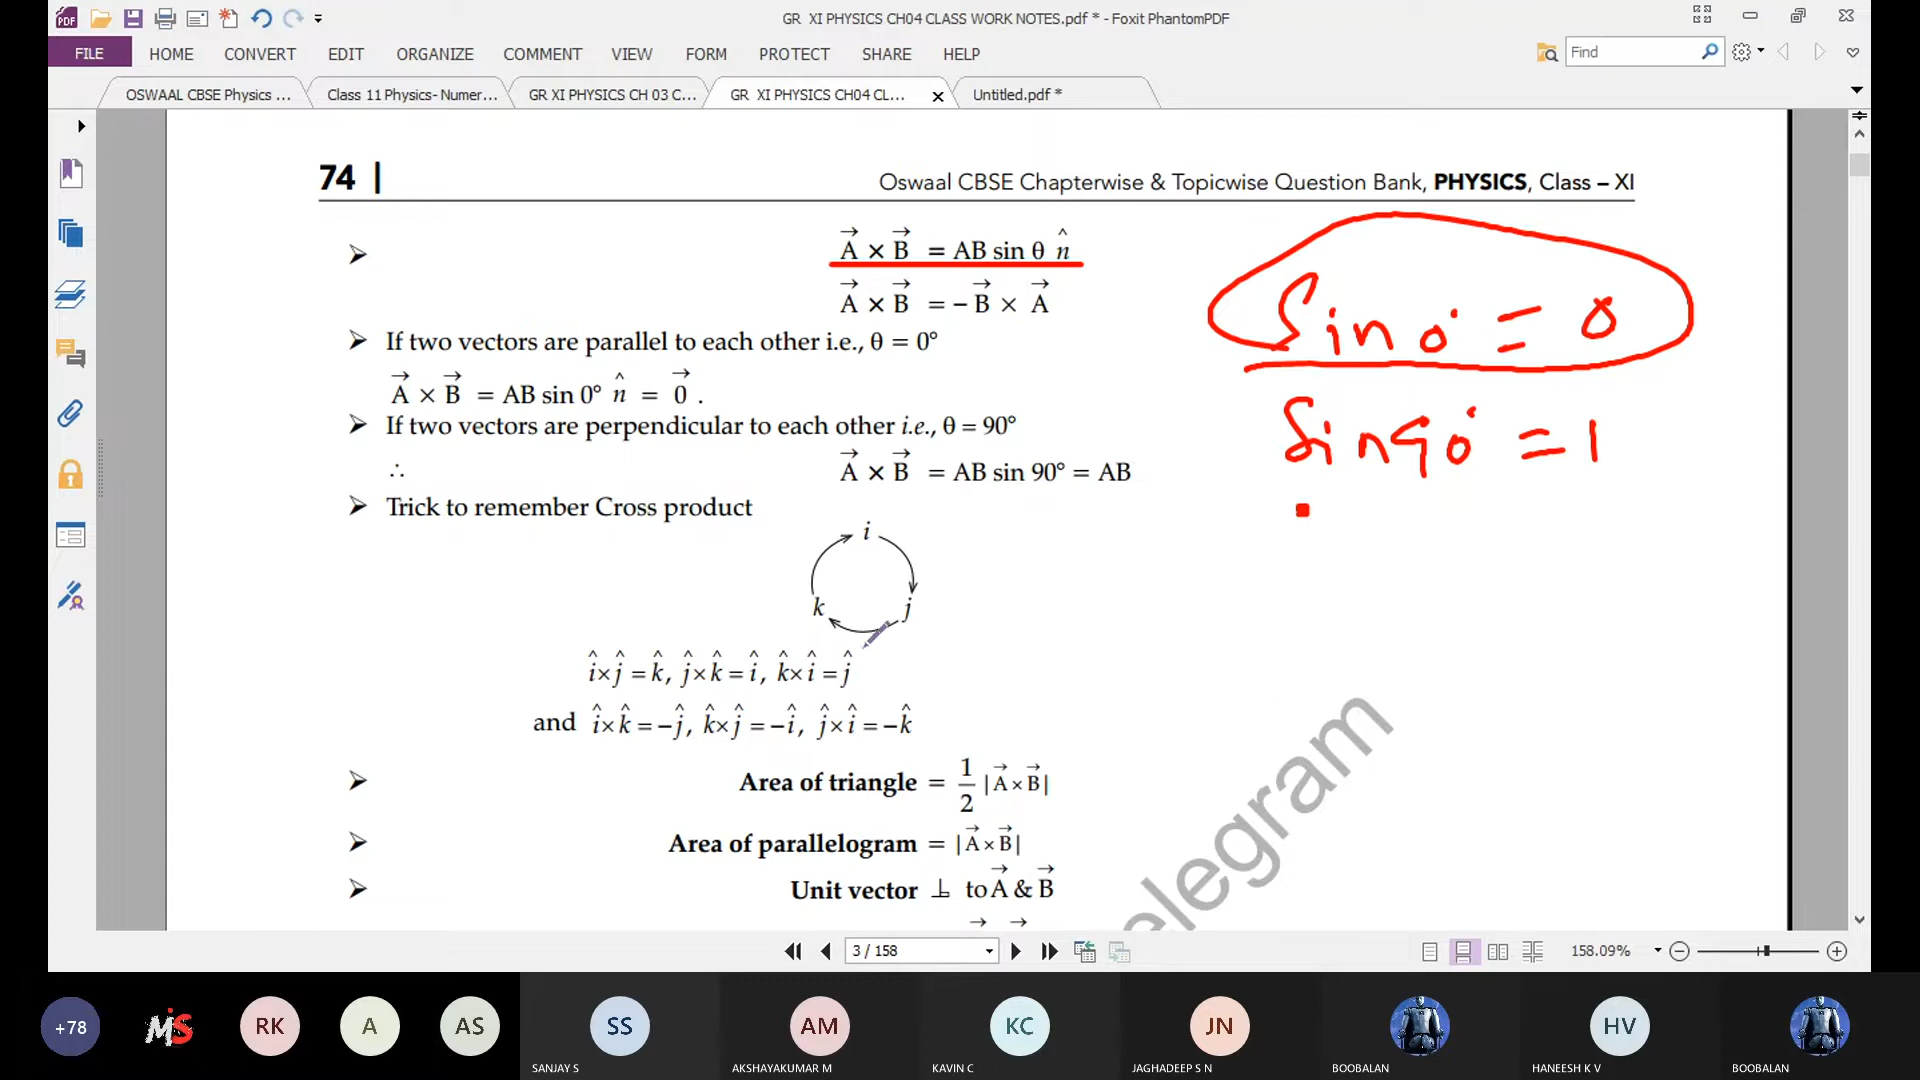 GR XI PHYSICS CH04 CLASS WORK NOTES.pdf * - Foxit PhantomPDF
FILE HOME CONVERT EDIT ORGANIZE COMMENT VIEW FORM PROTECT SHARE HELP Find
OSWAAL CBSE Physics ... Class 11 Physics- Numer... GR XI PHYSICS CH 03 C... GR XI PHYSICS CH04 CL... Untitled.pdf *
74 | Oswaal CBSE Chapterwise & Topicwise Question Bank, PHYSICS, Class – XI
➢ A⃗ × B⃗ = AB sin θ n̂
A⃗ × B⃗ = – B⃗ × A⃗
Sin 0° = 0
➢ If two vectors are parallel to each other i.e., θ = 0°
A⃗ × B⃗ = AB sin 0° n̂ = 0⃗ .
➢ If two vectors are perpendicular to each other i.e., θ = 90°
Sin 90° = 1
∴ A⃗ × B⃗ = AB sin 90° = AB
➢ Trick to remember Cross product
i
k j
î × ĵ = k̂, ĵ × k̂ = î, k̂ × î = ĵ
and î × k̂ = –ĵ, k̂ × ĵ = –î, ĵ × î = –k̂
➢ Area of triangle = 1/2 |A⃗ × B⃗|
➢ Area of parallelogram = |A⃗ × B⃗|
➢ Unit vector ⊥ to A⃗ & B⃗
elegram
3 / 158 158.09%
+78 MiS RK A AS SS AM KC JN HV
SANJAY S AKSHAYAKUMAR M KAVIN C JAGHADEEP S N BOOBALAN HANEESH K V BOOBALAN